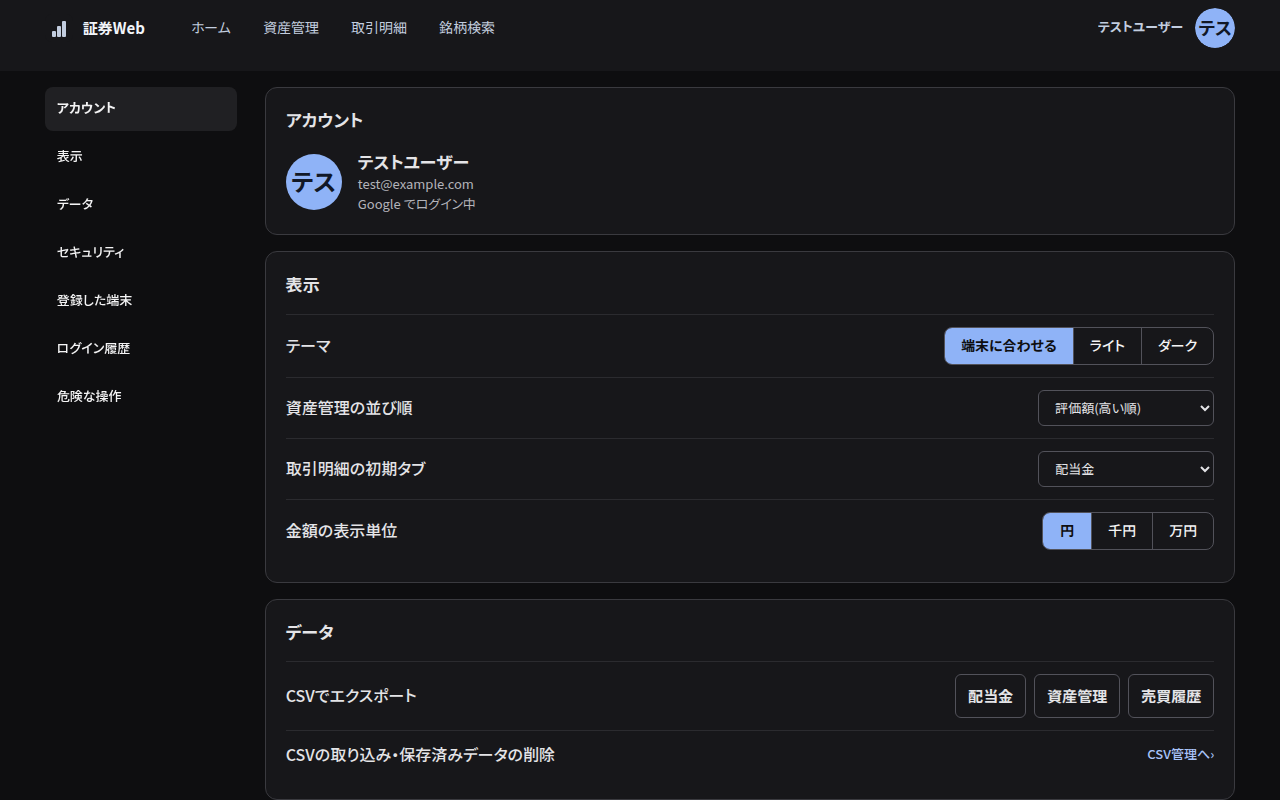 証券Web
ホーム
資産管理
取引明細
銘柄検索
テストユーザー
テス
アカウント
表示
データ
セキュリティ
登録した端末
ログイン履歴
危険な操作
アカウント
テス
テストユーザー
test@example.com
Google でログイン中
表示
テーマ
端末に合わせる
ライト
ダーク
資産管理の並び順
評価額(高い順)
取引明細の初期タブ
配当金
金額の表示単位
円
千円
万円
データ
CSVでエクスポート
配当金
資産管理
売買履歴
CSVの取り込み・保存済みデータの削除
CSV管理へ›